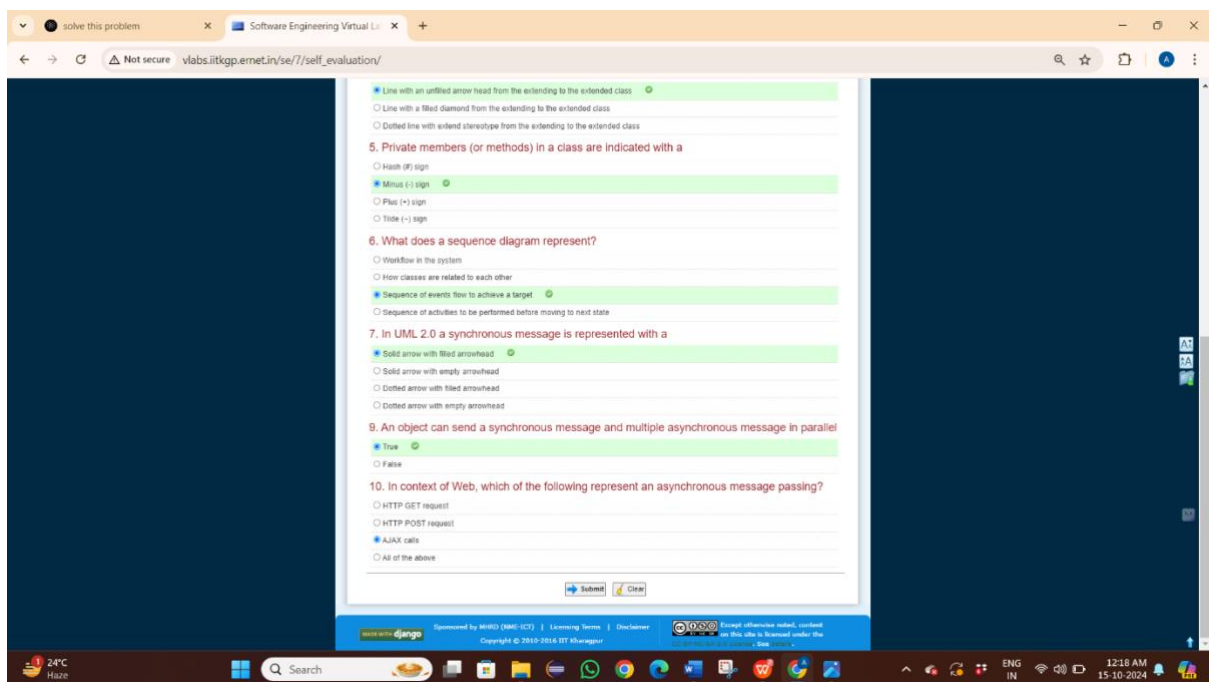 solve this problem
Software Engineering Virtual La
Not secure vlabs.iitkgp.ernet.in/se/7/self_evaluation/
A
Line with an unfilled arrow head from the extending to the extended class
Line with a filled diamond from the extending to the extended class
Dotted line with extend stereotype from the extending to the extended class
5. Private members (or methods) in a class are indicated with a
Hash (#) sign
Minus (-) sign
Plus (+) sign
Tilde (~) sign
6. What does a sequence diagram represent?
Workflow in the system
How classes are related to each other
Sequence of events flow to achieve a target
Sequence of activities to be performed before moving to next state
7. In UML 2.0 a synchronous message is represented with a
Solid arrow with filled arrowhead
Solid arrow with empty arrowhead
Dotted arrow with filled arrowhead
Dotted arrow with empty arrowhead
9. An object can send a synchronous message and multiple asynchronous message in parallel
True
False
10. In context of Web, which of the following represent an asynchronous message passing?
HTTP GET request
HTTP POST request
AJAX calls
All of the above
Submit Clear
MADE WITH django
Sponsored by MHRD (NME-ICT) | Licensing Terms | Disclaimer
Copyright © 2010-2016 IIT Kharagpur
Except otherwise noted, content
on this site is licensed under the
See
1
24°C
Haze
Search
ENG
IN
12:18 AM
15-10-2024